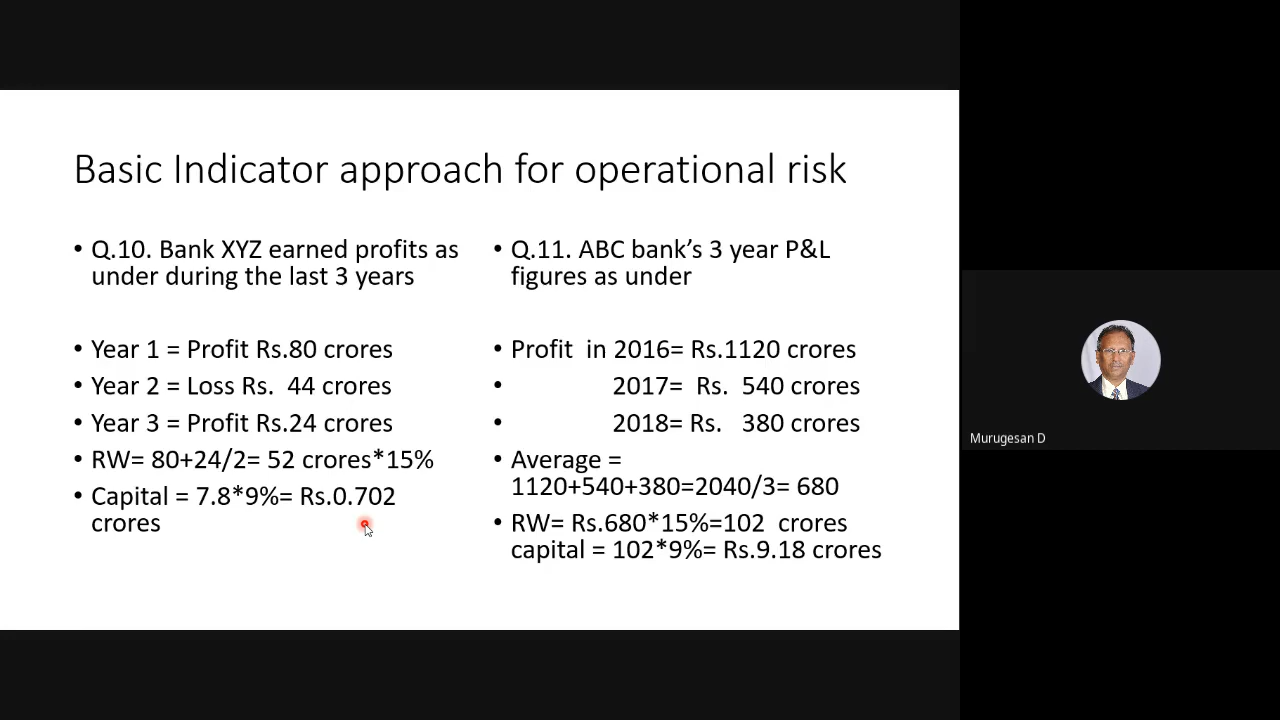 Basic Indicator approach for operational risk
• Q.10. Bank XYZ earned profits as
under during the last 3 years
• Year 1 = Profit Rs.80 crores
• Year 2 = Loss Rs.  44 crores
• Year 3 = Profit Rs.24 crores
• RW= 80+24/2= 52 crores*15%
• Capital = 7.8*9%= Rs.0.702
crores
• Q.11. ABC bank’s 3 year P&L
figures as under
• Profit  in 2016= Rs.1120 crores
• 2017=  Rs.  540 crores
• 2018= Rs.   380 crores
• Average =
1120+540+380=2040/3= 680
• RW= Rs.680*15%=102  crores
capital = 102*9%= Rs.9.18 crores
Murugesan D